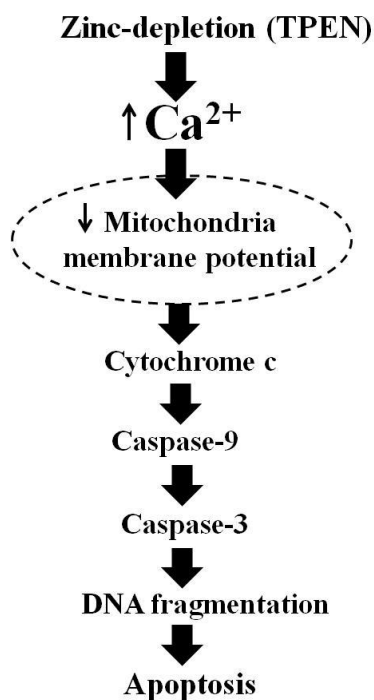 Zinc-depletion (TPEN)
↑ Ca²⁺
↓ Mitochondria
membrane potential
Cytochrome c
Caspase-9
Caspase-3
DNA fragmentation
Apoptosis